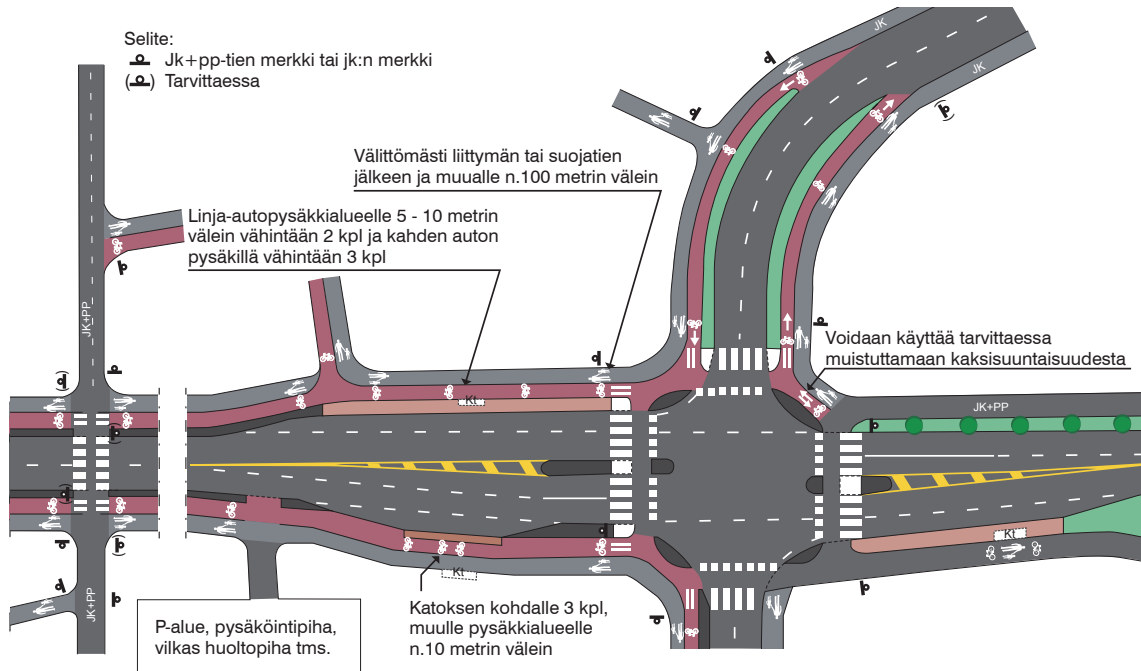 Selite:
Jk+pp-tien merkki tai jk:n merkki
( ) Tarvittaessa
JK
JK
Välittömästi liittymän tai suojatien
jälkeen ja muualle n.100 metrin välein
Linja-autopysäkkialueelle 5 - 10 metrin
välein vähintään 2 kpl ja kahden auton
pysäkillä vähintään 3 kpl
JK+PP
Voidaan käyttää tarvittaessa
muistuttamaan kaksisuuntaisuudesta
Kt
JK+PP
Kt
Kt
JK+PP
P-alue, pysäköintipiha,
vilkas huoltopiha tms.
Katoksen kohdalle 3 kpl,
muulle pysäkkialueelle
n.10 metrin välein